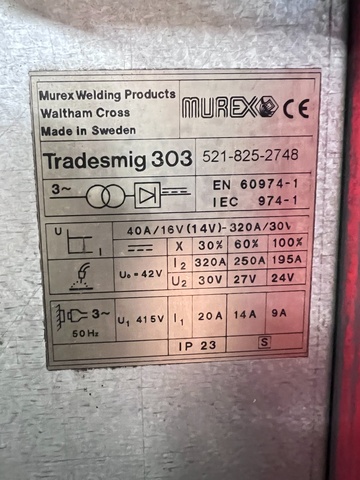 Murex Welding Products
Waltham Cross
Made in Sweden
MUREX CE
Tradesmig 303 521-825-2748
3~
EN 60974-1
IEC 974-1
U I
40A/16V(14V)-320A/30V
X 30% 60% 100%
U₀=42V
I₂ 320A 250A 195A
U₂ 30V 27V 24V
3~
50Hz
U₁ 415V I₁ 20A 14A 9A
IP 23 S